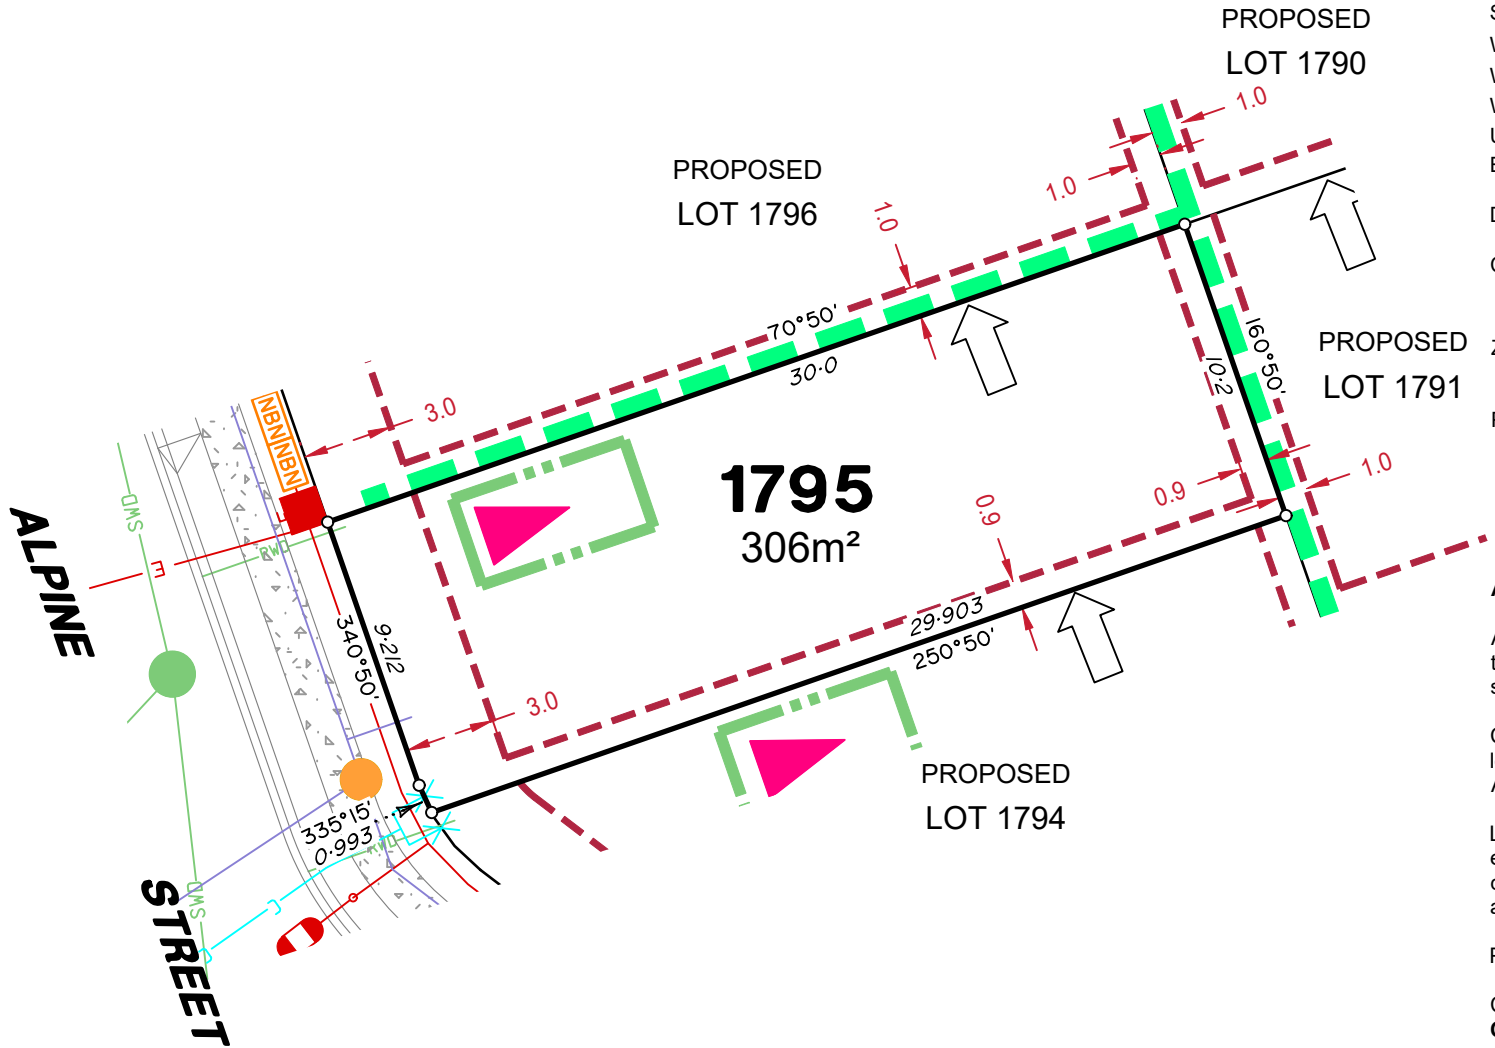 PROPOSED
LOT 1790
1.0
PROPOSED
LOT 1796
1.0
1.0
70°50'
30·0
3.0
PROPOSED
LOT 1791
160°50'
10·2
NBN NBN
1795
306m²
0.9
0.9
1.0
SWD
RWD
E
ALPINE
340°50'
9·212
29·903
250°50'
3.0
PROPOSED
LOT 1794
335°15'
0·993
RWD
SWD
STREET